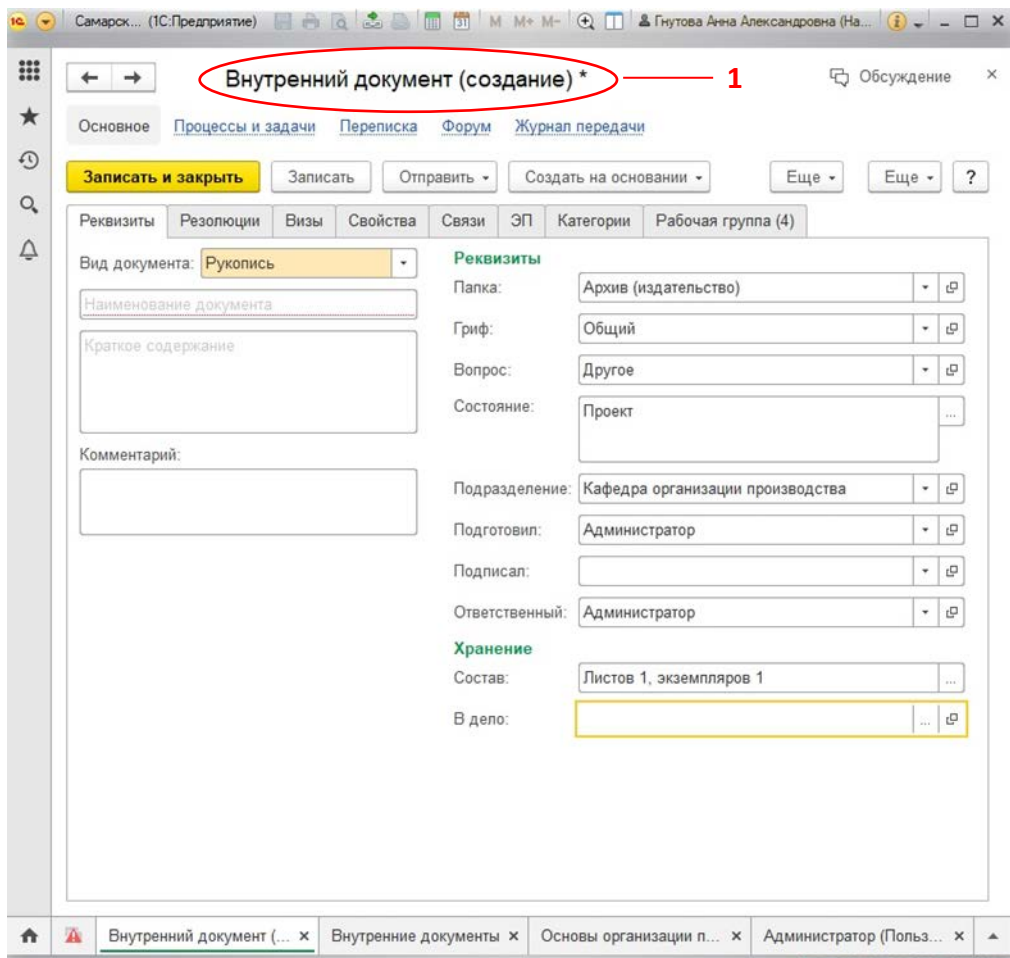 1С Самарск... (1С:Предприятие) 31 M M+ M- Гнутова Анна Александровна (На... i
Внутренний документ (создание) * 1 Обсуждение ×
Основное Процессы и задачи Переписка Форум Журнал передачи
Записать и закрыть Записать Отправить Создать на основании Еще Еще ?
Реквизиты Резолюции Визы Свойства Связи ЭП Категории Рабочая группа (4)
Вид документа: Рукопись
Наименование документа
Краткое содержание
Комментарий:
Реквизиты
Папка: Архив (издательство)
Гриф: Общий
Вопрос: Другое
Состояние: Проект ...
Подразделение: Кафедра организации производства
Подготовил: Администратор
Подписал:
Ответственный: Администратор
Хранение
Состав: Листов 1, экземпляров 1 ...
В дело: ...
Внутренний документ (... × Внутренние документы × Основы организации п... × Администратор (Польз... ×